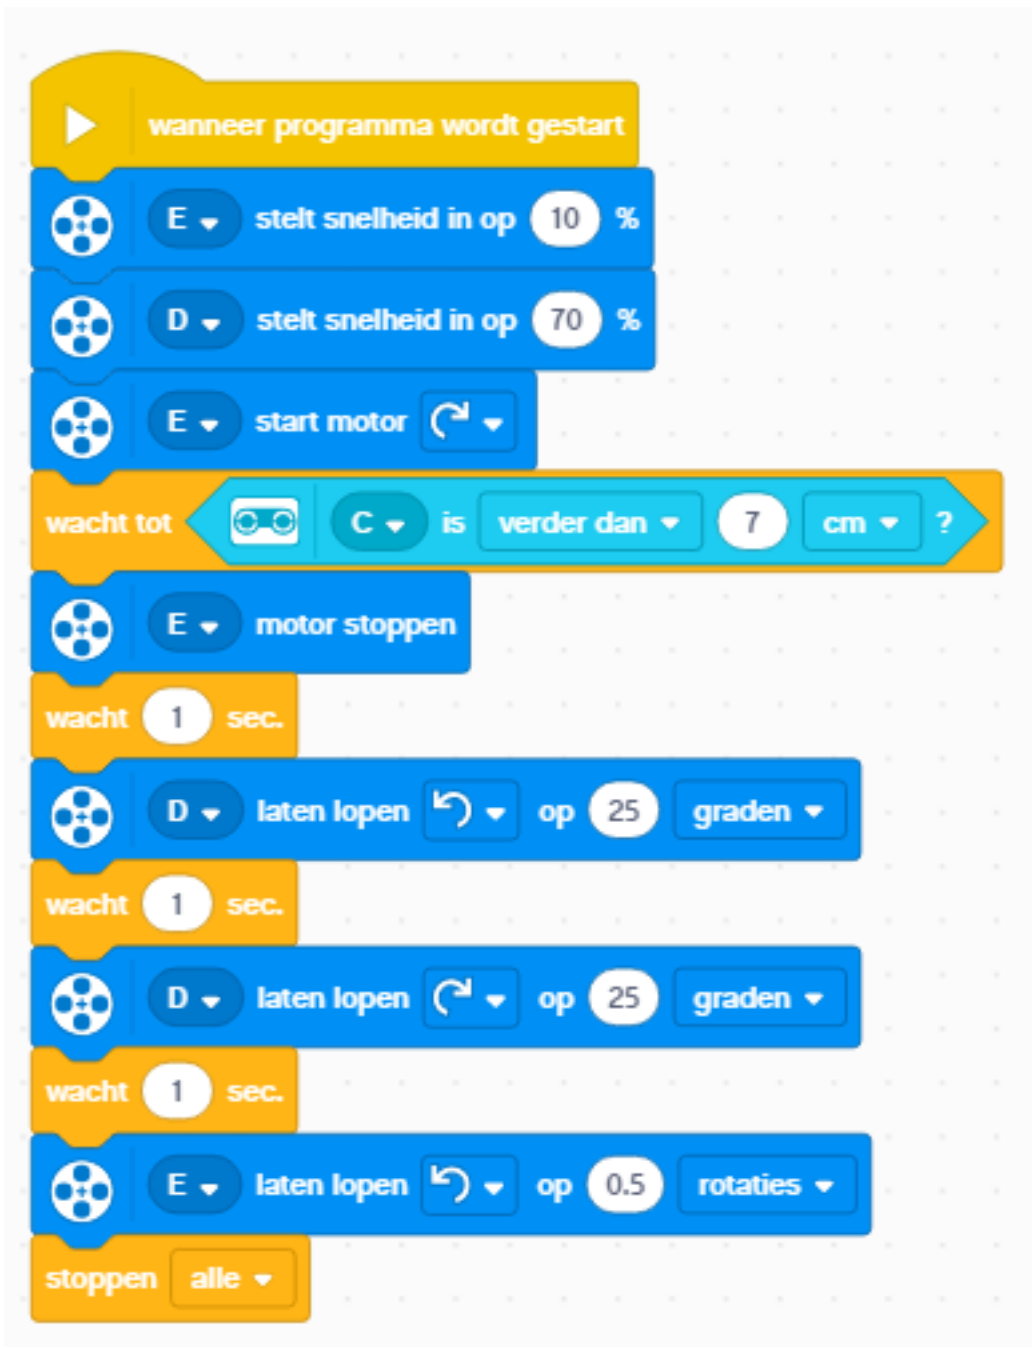 wanneer programma wordt gestart
E stelt snelheid in op 10 %
D stelt snelheid in op 70 %
E start motor
wacht tot C is verder dan 7 cm ?
E motor stoppen
wacht 1 sec.
D laten lopen op 25 graden
wacht 1 sec.
D laten lopen op 25 graden
wacht 1 sec.
E laten lopen op 0.5 rotaties
stoppen alle